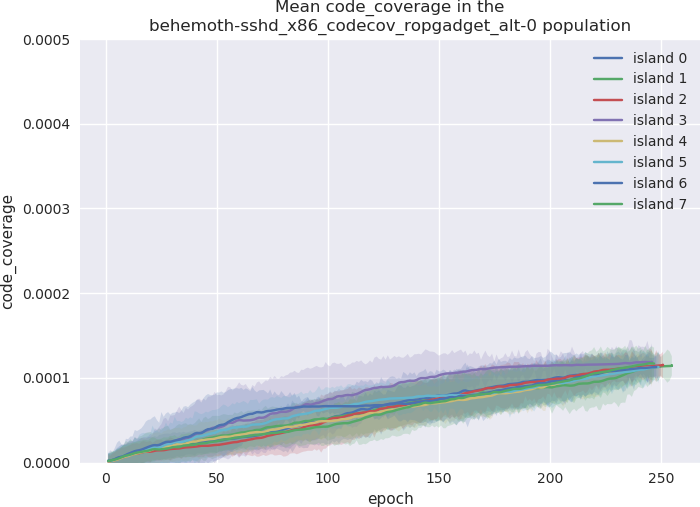 Mean code_coverage in the
behemoth-sshd_x86_codecov_ropgadget_alt-0 population
0.0005
0.0004
0.0003
0.0002
0.0001
0.0000
code_coverage
island 0
island 1
island 2
island 3
island 4
island 5
island 6
island 7
0
50
100
150
200
250
epoch